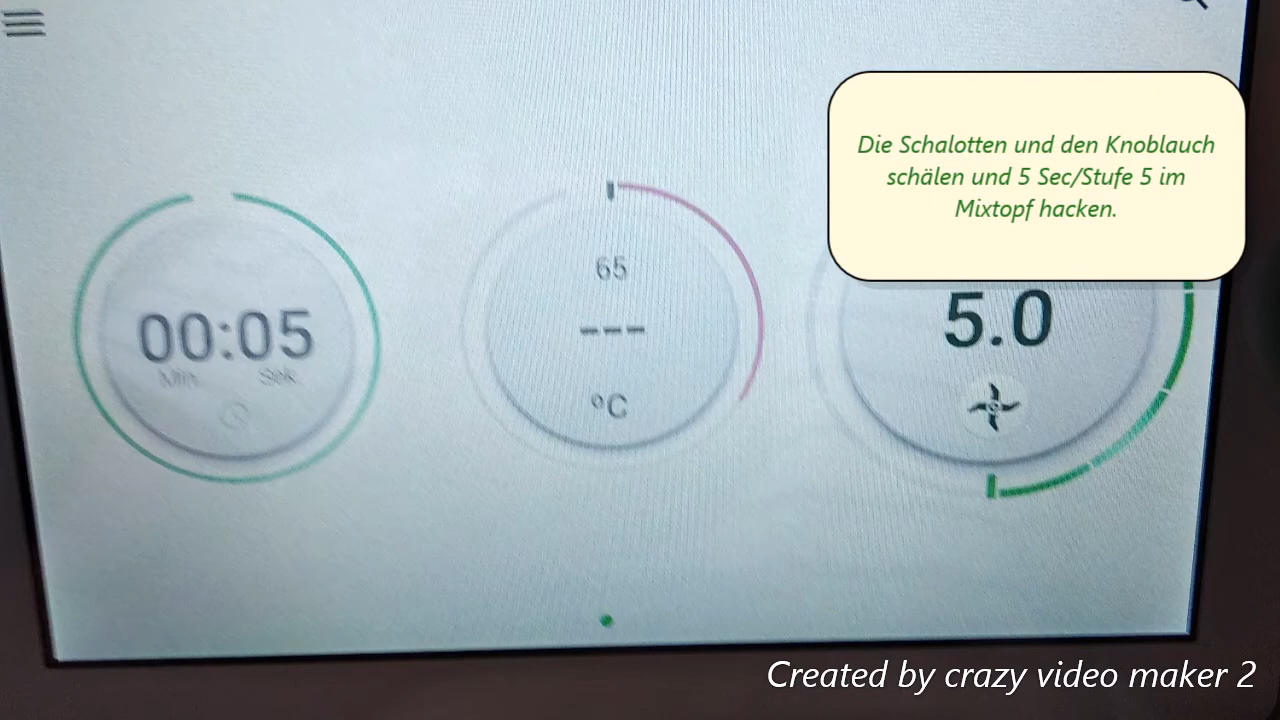 Die Schalotten und den Knoblauch
schälen und 5 Sec/Stufe 5 im
Mixtopf hacken.
00:05
Min Sek
65
---
°C
5.0
Created by crazy video maker 2